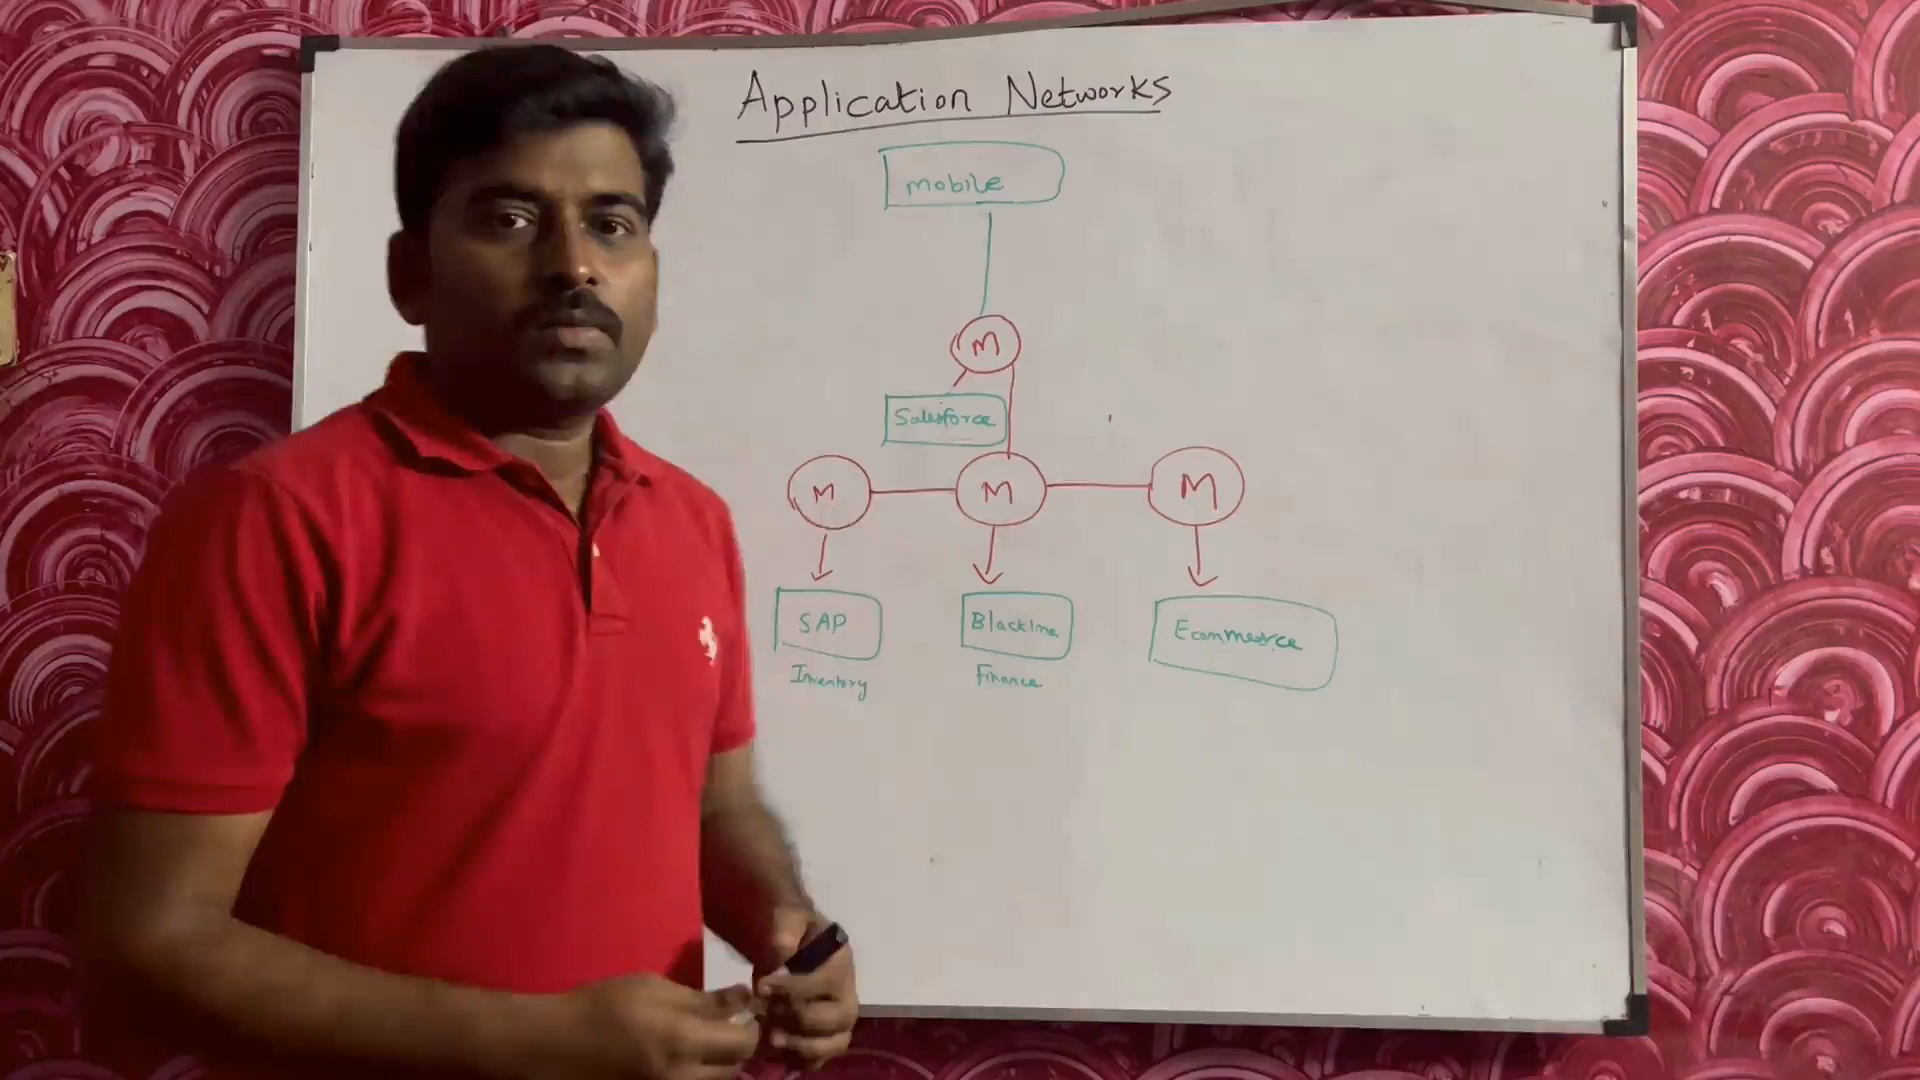 Application Networks
mobile
M
Salesforce
M M M
SAP Blackline Ecommerce
Inventory Finance